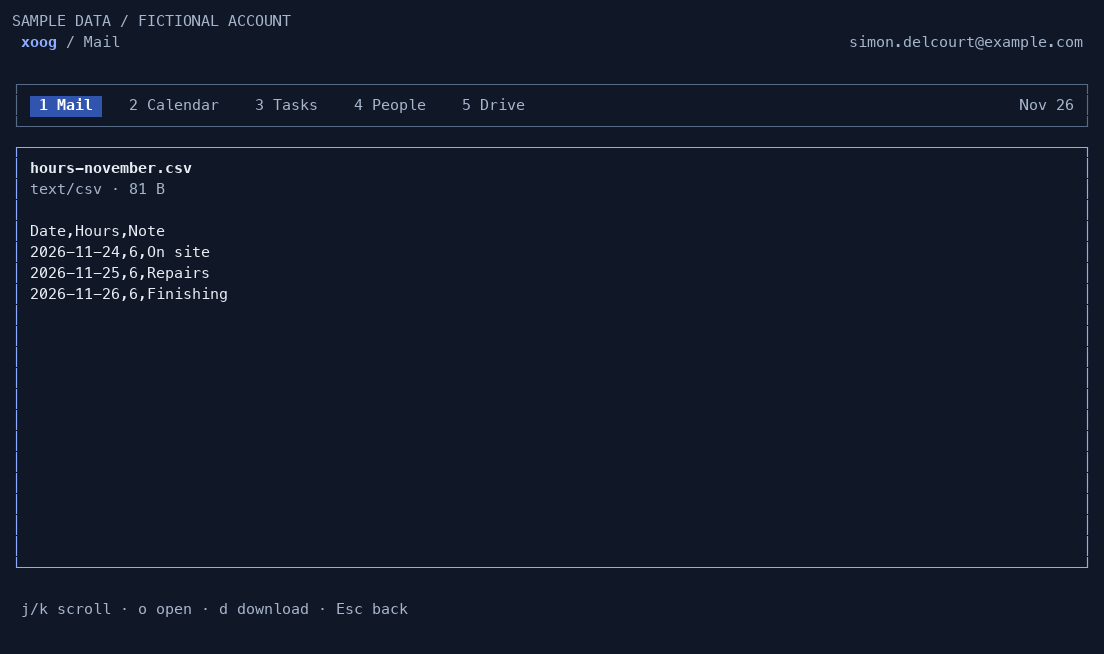 SAMPLE DATA / FICTIONAL ACCOUNT
xoog / Mail simon.delcourt@example.com
1 Mail 2 Calendar 3 Tasks 4 People 5 Drive Nov 26
hours-november.csv
text/csv · 81 B
Date,Hours,Note
2026-11-24,6,On site
2026-11-25,6,Repairs
2026-11-26,6,Finishing
j/k scroll · o open · d download · Esc back